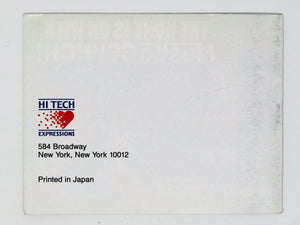 HI TECH
EXPRESSIONS
584 Broadway
New York, New York 10012
Printed in Japan